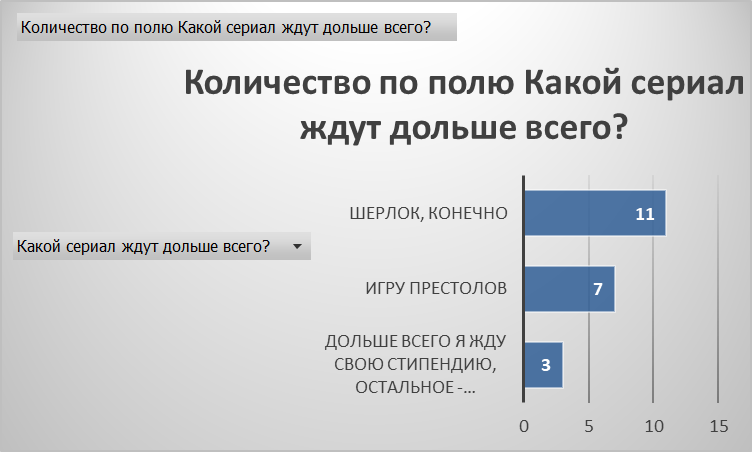 Количество по полю Какой сериал ждут дольше всего?
Количество по полю Какой сериал
ждут дольше всего?
ШЕРЛОК, КОНЕЧНО
11
Какой сериал ждут дольше всего?
ИГРУ ПРЕСТОЛОВ
7
ДОЛЬШЕ ВСЕГО Я ЖДУ
СВОЮ СТИПЕНДИЮ,
ОСТАЛЬНОЕ -...
3
0 5 10 15